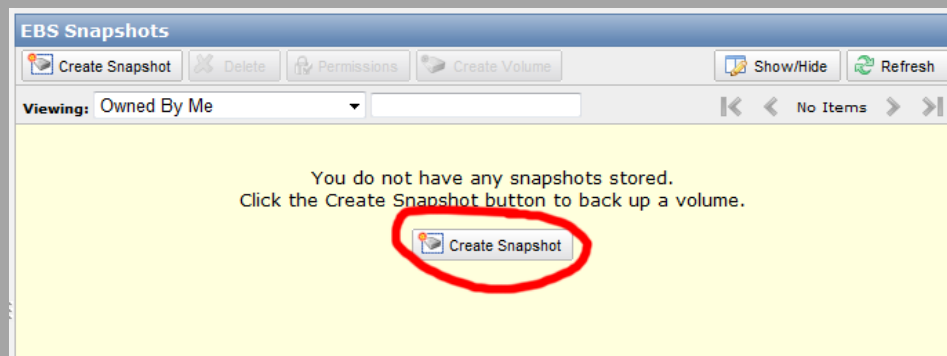 EBS Snapshots
Create Snapshot Delete Permissions Create Volume Show/Hide Refresh
Viewing: Owned By Me No Items
You do not have any snapshots stored.
Click the Create Snapshot button to back up a volume.
Create Snapshot